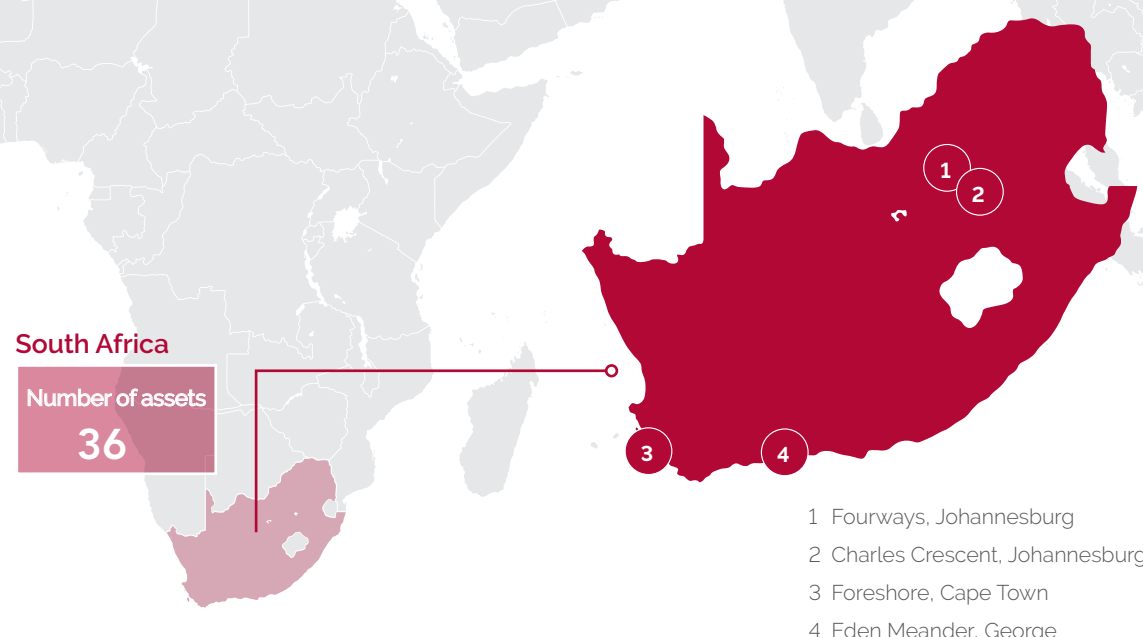 South Africa
Number of assets
36
1
2
3
4
1 Fourways, Johannesburg
2 Charles Crescent, Johannesburg
3 Foreshore, Cape Town
4 Eden Meander, George